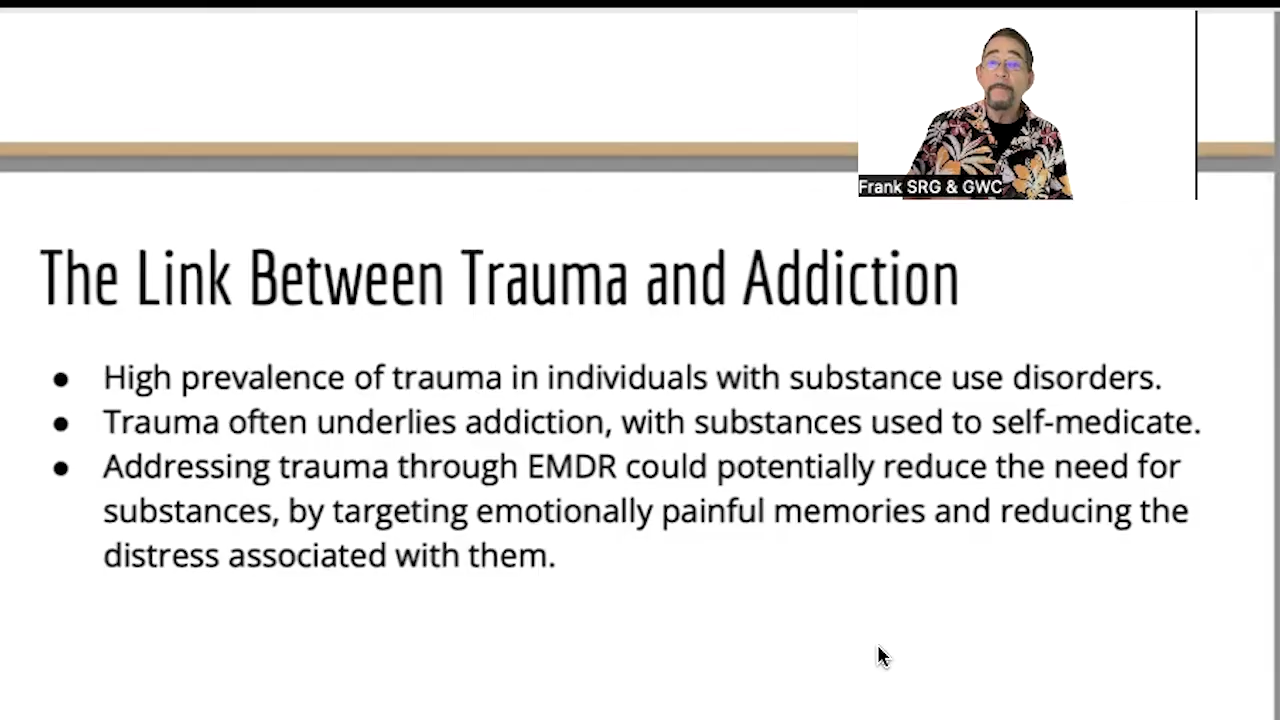 Frank SRG & GWC
The Link Between Trauma and Addiction
● High prevalence of trauma in individuals with substance use disorders.
● Trauma often underlies addiction, with substances used to self-medicate.
● Addressing trauma through EMDR could potentially reduce the need for
substances, by targeting emotionally painful memories and reducing the
distress associated with them.